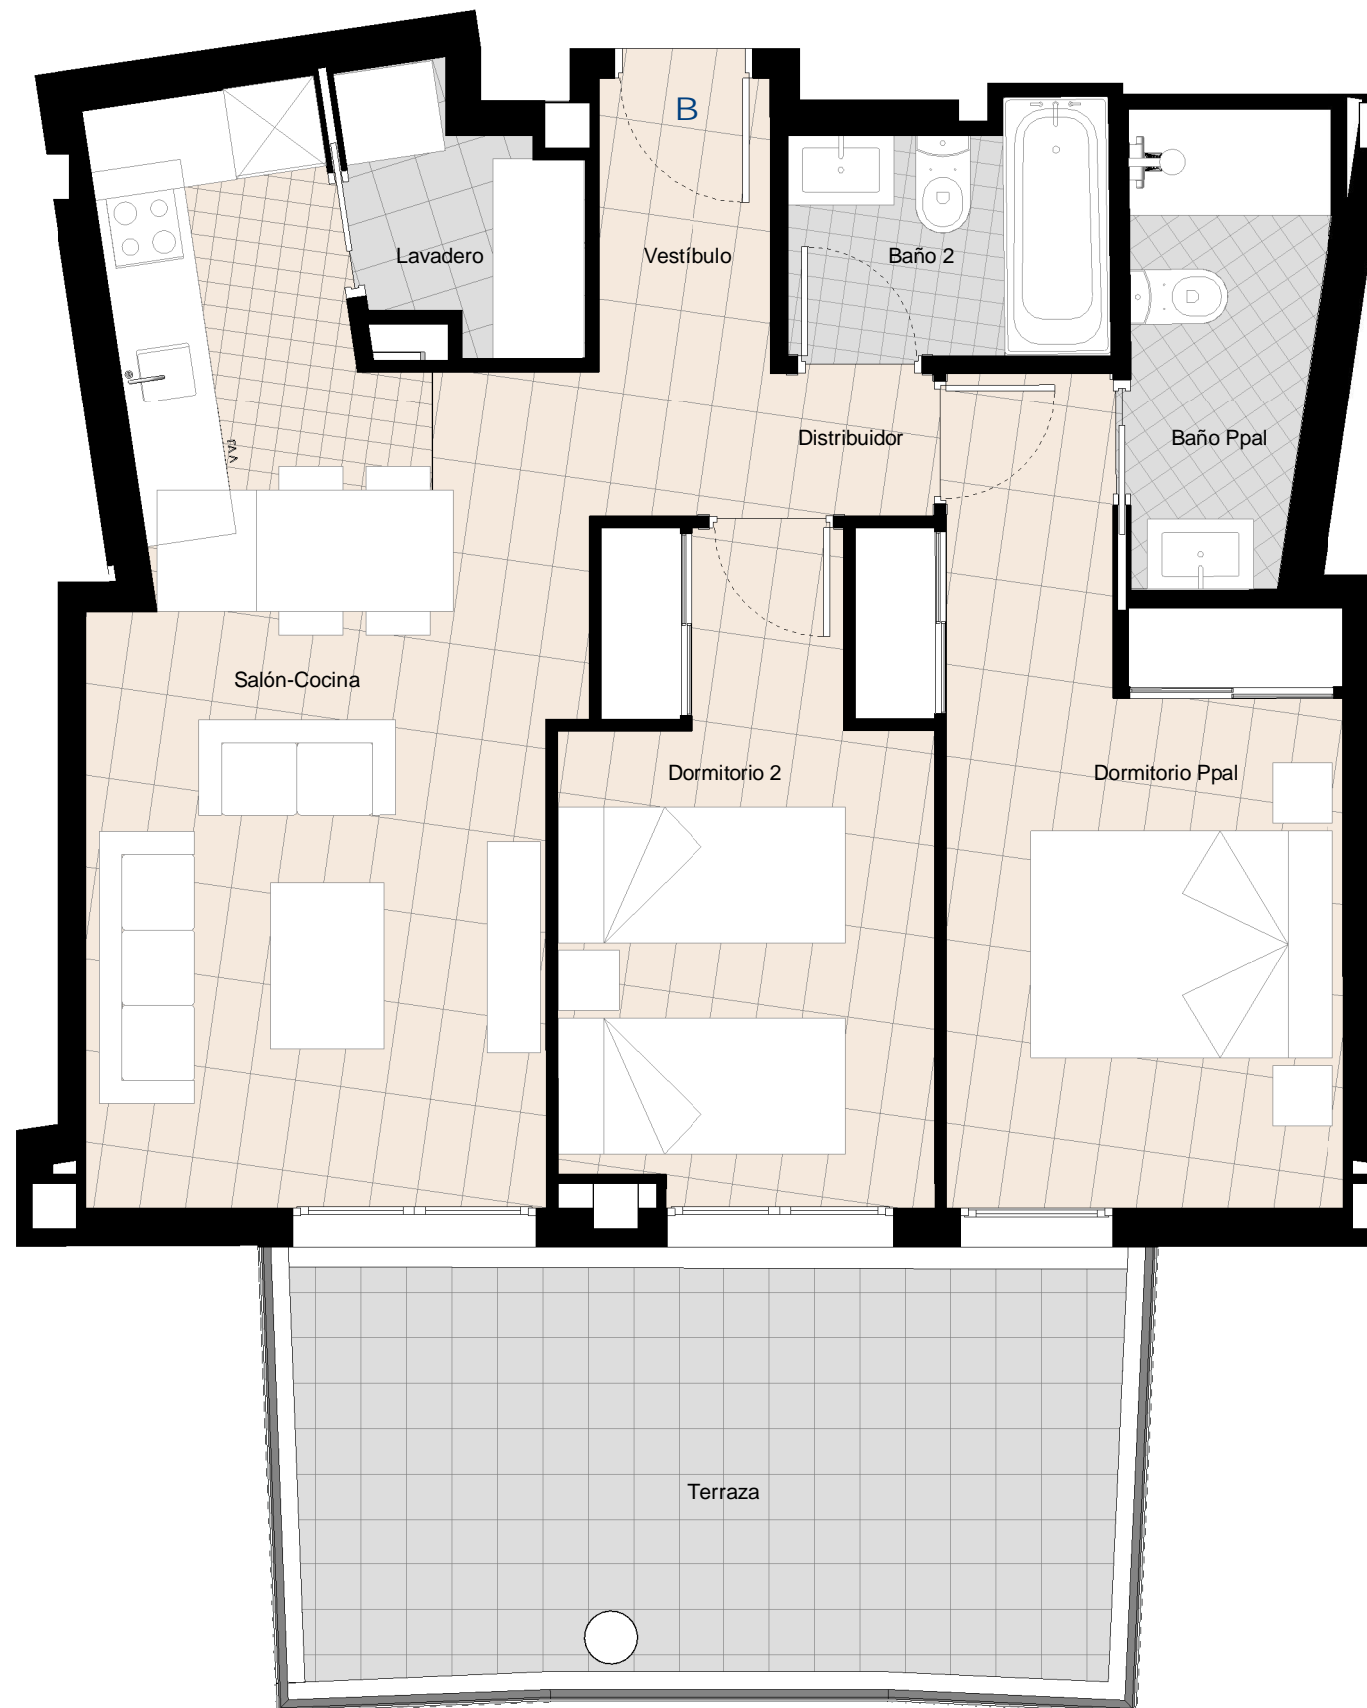 B
Lavadero
Vestíbulo
Baño 2
Distribuidor
Baño Ppal
Salón-Cocina
Dormitorio 2
Dormitorio Ppal
Terraza